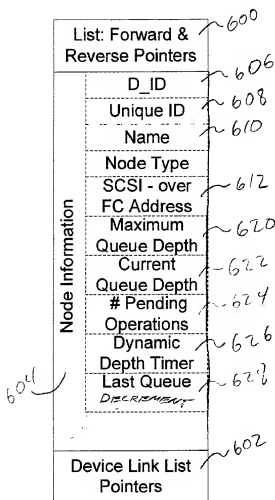 List: Forward & 600
Reverse Pointers
D_ID 606
Unique ID 608
Name 610
Node Type
SCSI - over 612
FC Address
Maximum 620
Queue Depth
Current 622
Queue Depth
# Pending 624
Operations
Dynamic 626
Depth Timer
Last Queue 628
DECREMENT
Node Information
604
Device Link List 602
Pointers